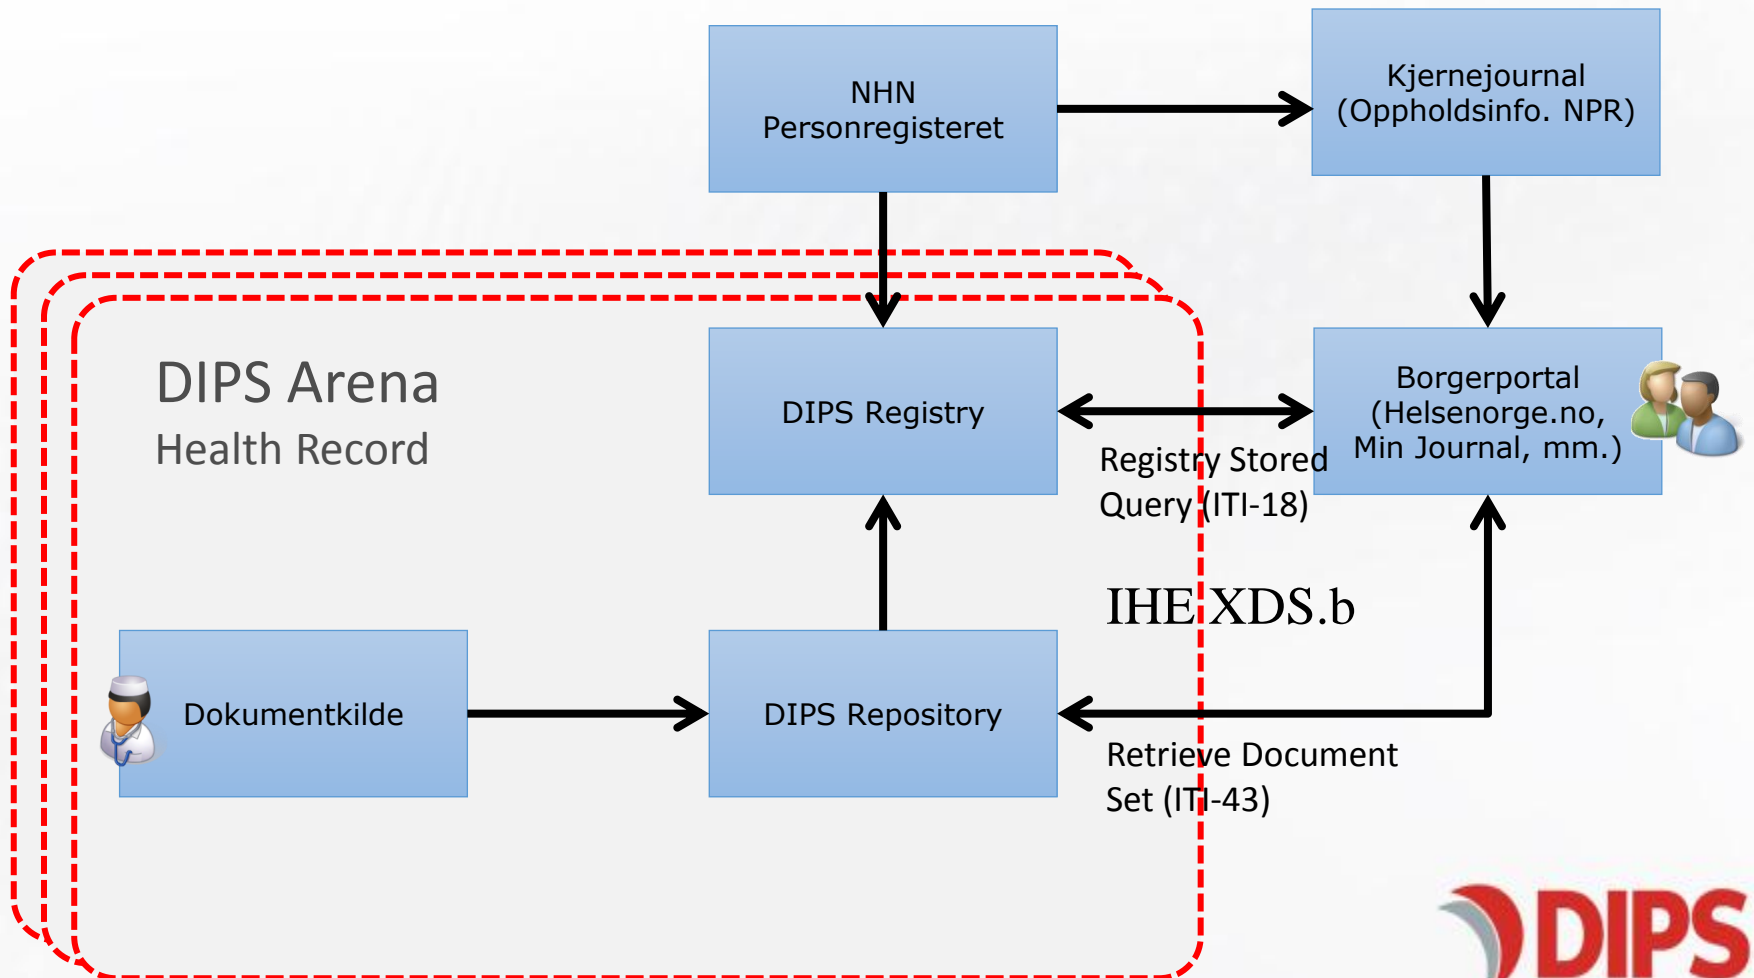 NHN
Personregisteret
Kjernejournal
(Oppholdsinfo. NPR)
DIPS Arena
Health Record
DIPS Registry
Borgerportal
(Helsenorge.no,
Min Journal, mm.)
Registry Stored
Query (ITI-18)
IHE XDS.b
Dokumentkilde
DIPS Repository
Retrieve Document
Set (ITI-43)
DIPS